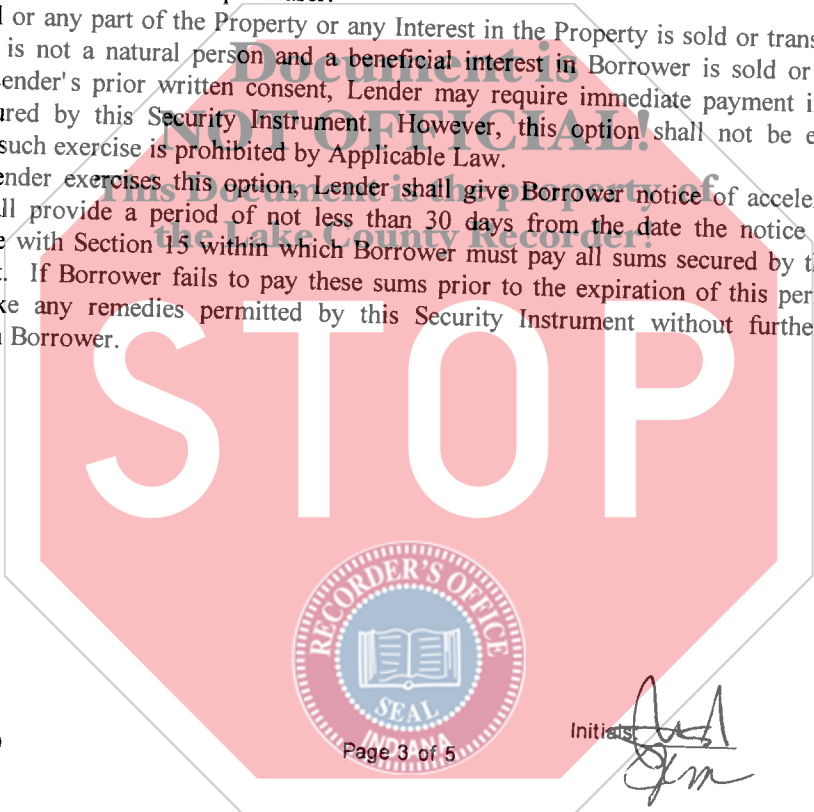 l or any part of the Property or any Interest in the Property is sold or trans
is not a natural person and a beneficial interest in Borrower is sold or
ender's prior written consent, Lender may require immediate payment i
ured by this Security Instrument. However, this option shall not be e
such exercise is prohibited by Applicable Law.
ender exercises this option, Lender shall give Borrower notice of accele
ll provide a period of not less than 30 days from the date the notice
e with Section 15 within which Borrower must pay all sums secured by t
t. If Borrower fails to pay these sums prior to the expiration of this per
ke any remedies permitted by this Security Instrument without furthe
Borrower.
Document is
NOT OFFICIAL!
This Document is the property of
the Lake County Recorder!
STOP
RECORDER'S OFFICE
SEAL
INDIANA
Page 3 of 5
Initials: